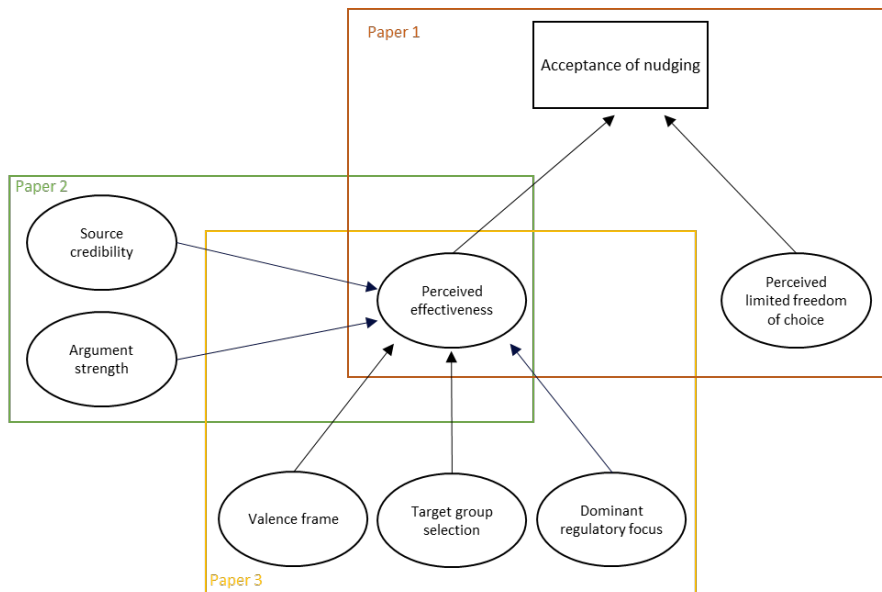 Paper 1
Acceptance of nudging
Paper 2
Source
credibility
Perceived
effectiveness
Perceived
limited freedom
of choice
Argument
strength
Valence frame
Target group
selection
Dominant
regulatory focus
Paper 3